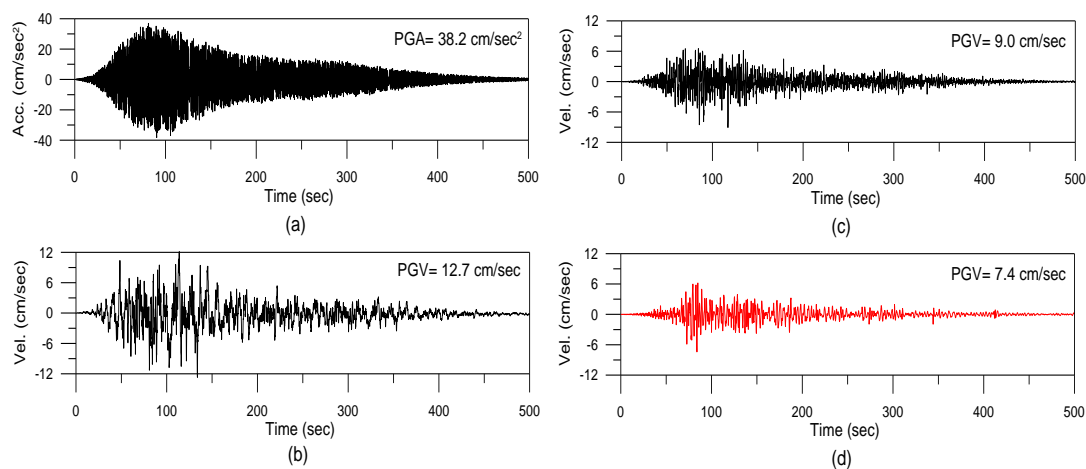 40
20
0
-20
-40
Acc. (cm/sec²)
PGA= 38.2 cm/sec²
0 100 200 300 400 500
Time (sec)
(a)
12
6
0
-6
-12
Vel. (cm/sec)
PGV= 12.7 cm/sec
0 100 200 300 400 500
Time (sec)
(b)
12
6
0
-6
-12
Vel. (cm/sec)
PGV= 9.0 cm/sec
0 100 200 300 400 500
Time (sec)
(c)
12
6
0
-6
-12
Vel. (cm/sec)
PGV= 7.4 cm/sec
0 100 200 300 400 500
Time (sec)
(d)